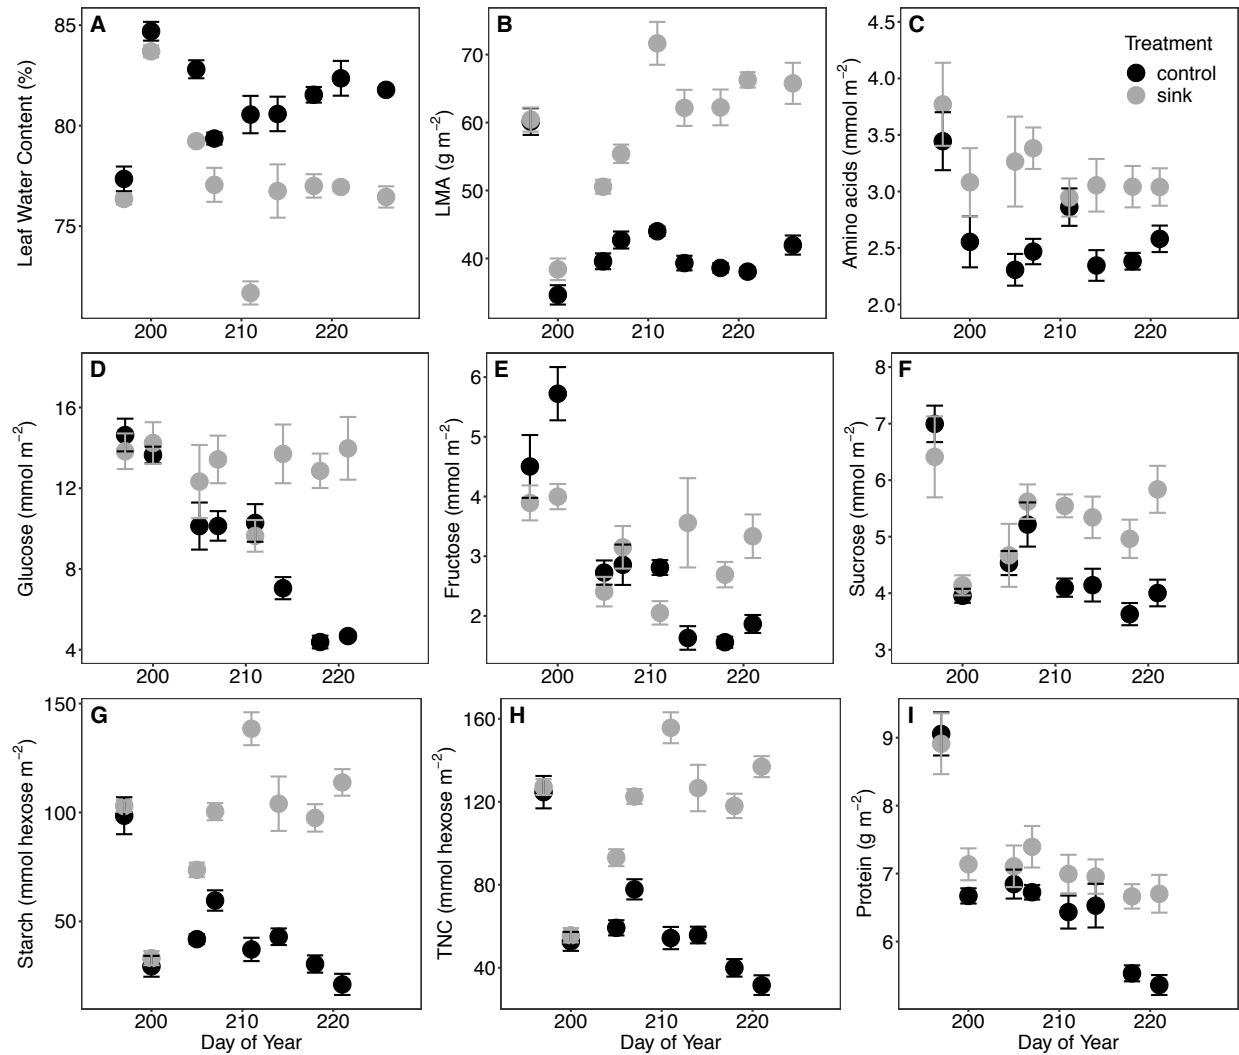 A
Leaf Water Content (%)
85
80
75
200
210
220
B
LMA (g m−2)
70
60
50
40
200
210
220
C
Amino acids (mmol m−2)
4.5
4.0
3.5
3.0
2.5
2.0
200
210
220
Treatment
control
sink
D
Glucose (mmol m−2)
16
12
8
4
200
210
220
E
Fructose (mmol m−2)
6
5
4
3
2
200
210
220
F
Sucrose (mmol m−2)
8
7
6
5
4
3
200
210
220
G
Starch (mmol hexose m−2)
150
100
50
200
210
220
Day of Year
H
TNC (mmol hexose m−2)
160
120
80
40
200
210
220
Day of Year
I
Protein (g m−2)
9
8
7
6
200
210
220
Day of Year